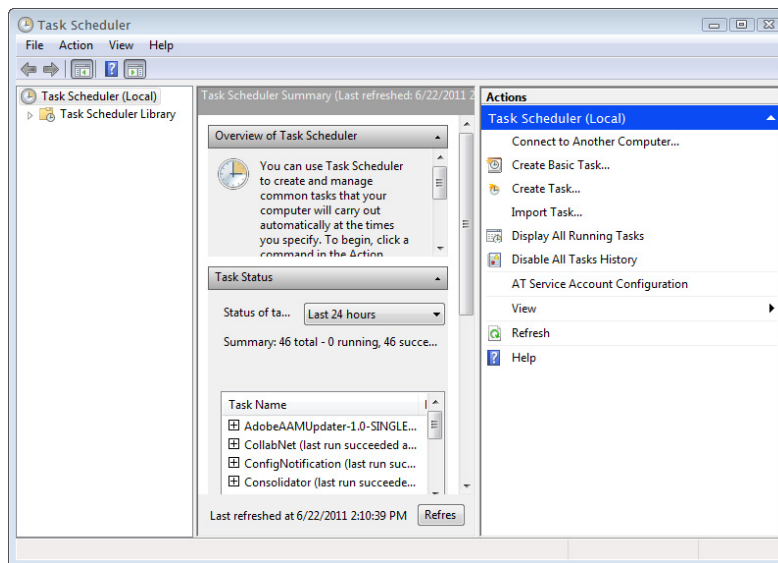 Task Scheduler
File Action View Help
Task Scheduler (Local)
Task Scheduler Library
Task Scheduler Summary (Last refreshed: 6/22/2011 2
Overview of Task Scheduler
You can use Task Scheduler
to create and manage
common tasks that your
computer will carry out
automatically at the times
you specify. To begin, click a
command in the Action
Task Status
Status of ta... Last 24 hours
Summary: 46 total - 0 running, 46 succe...
Task Name
AdobeAAMUpdater-1.0-SINGLE...
CollabNet (last run succeeded a...
ConfigNotification (last run suc...
Consolidator (last run succeede...
Last refreshed at 6/22/2011 2:10:39 PM Refres
Actions
Task Scheduler (Local)
Connect to Another Computer...
Create Basic Task...
Create Task...
Import Task...
Display All Running Tasks
Disable All Tasks History
AT Service Account Configuration
View
Refresh
Help